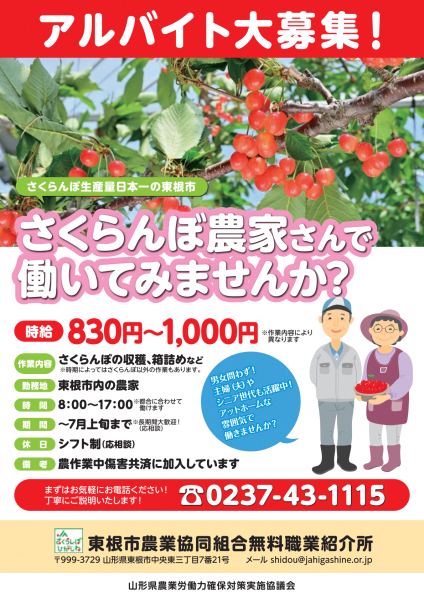 アルバイト大募集!
さくらんぼ生産量日本一の東根市
さくらんぼ農家さんで
働いてみませんか?
時給 830円〜1,000円 ※作業内容により
異なります
作業内容 さくらんぼの収穫、箱詰めなど
※時期によってはさくらんぼ以外の作業もあります。
勤務地 東根市内の農家
時間 8:00〜17:00 ※都合に合わせて
働けます
期間 〜7月上旬まで ※長期間大歓迎!
(応相談)
休日 シフト制(応相談)
備考 農作業中傷害共済に加入しています
男女問わず!
主婦(夫)や
シニア世代も活躍中!
アットホームな
雰囲気で
働きませんか?
まずはお気軽にお電話ください!
丁寧にご説明いたします!
☎0237-43-1115
JA
さくらんぼ
ひがしね
東根市農業協同組合無料職業紹介所
〒999-3729 山形県東根市中央東三丁目7番21号 メール shidou@jahigashine.or.jp
山形県農業労働力確保対策実施協議会